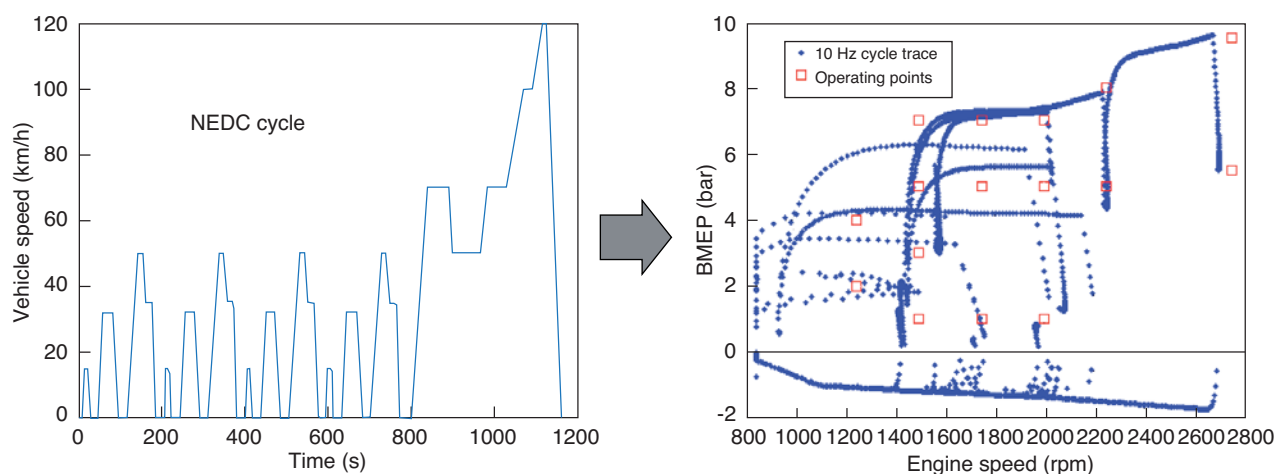 120
100
80
60
40
20
0
NEDC cycle
Vehicle speed (km/h)
0 200 400 600 800 1000 1200
Time (s)
10
8
6
4
2
0
-2
10 Hz cycle trace
Operating points
BMEP (bar)
800 1000 1200 1400 1600 1800 2000 2200 2400 2600 2800
Engine speed (rpm)